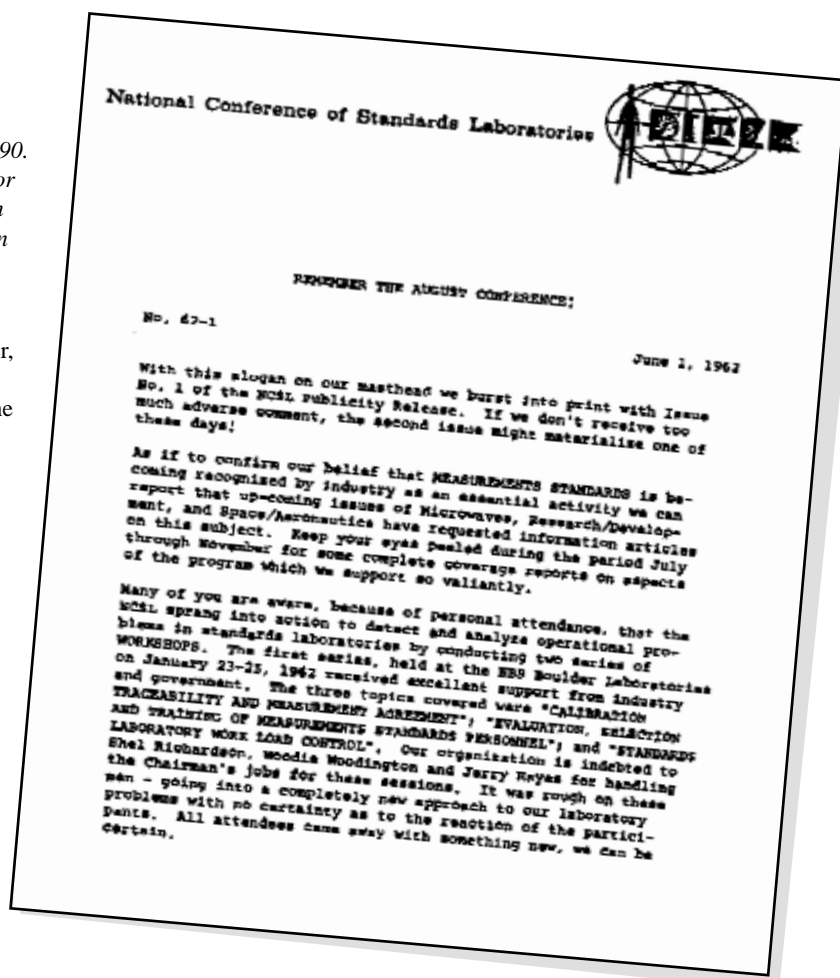 90.
or
n
n
r,
ne
National Conference of Standards Laboratories
REMEMBER THE AUGUST CONFERENCE!
No. 62-1
June 1, 1962
With this slogan on our masthead we burst into print with Issue
No. 1 of the NCSL Publicity Release. If we don't receive too
much adverse comment, the second issue might materialize one of
these days!
As if to confirm our belief that MEASUREMENTS STANDARDS is be-
coming recognized by industry as an essential activity we can
report that up-coming issues of Microwaves, Research/Develop-
ment, and Space/Aeronautics have requested information articles
on this subject. Keep your eyes peeled during the period July
through November for some complete coverage reports on aspects
of the program which we support so valiantly.
Many of you are aware, because of personal attendance, that the
NCSL sprang into action to detect and analyze operational pro-
blems in standards laboratories by conducting two series of
WORKSHOPS. The first series, held at the NBS Boulder Laboratories
on January 23-25, 1962 received excellent support from industry
and government. The three topics covered were "CALIBRATION
TRACEABILITY AND MEASUREMENT AGREEMENT"; "EVALUATION, SELECTION
AND TRAINING OF MEASUREMENTS STANDARDS PERSONNEL"; and "STANDARDS
LABORATORY WORK LOAD CONTROL". Our organization is indebted to
Shel Richardson, Woodie Woodington and Jerry Hayes for handling
the Chairman's jobs for these sessions. It was rough on these
men - going into a completely new approach to our laboratory
problems with no certainty as to the reaction of the partici-
pants. All attendees came away with something new, we can be
certain.